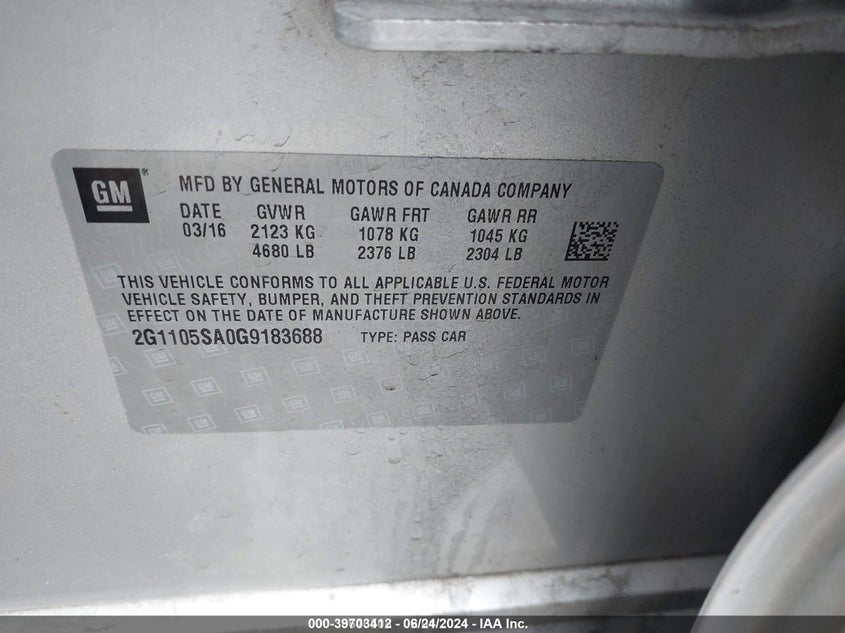 GM®
MFD BY GENERAL MOTORS OF CANADA COMPANY
DATE GVWR GAWR FRT GAWR RR
03/16 2123 KG 1078 KG 1045 KG
4680 LB 2376 LB 2304 LB
THIS VEHICLE CONFORMS TO ALL APPLICABLE U.S. FEDERAL MOTOR
VEHICLE SAFETY, BUMPER, AND THEFT PREVENTION STANDARDS IN
EFFECT ON THE DATE OF MANUFACTURE SHOWN ABOVE.
2G1105SA0G9183688 TYPE: PASS CAR
000-39703412 - 06/24/2024 - IAA Inc.